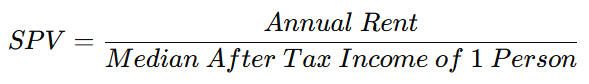 SPV = Annual Rent / Median After Tax Income of 1 Person